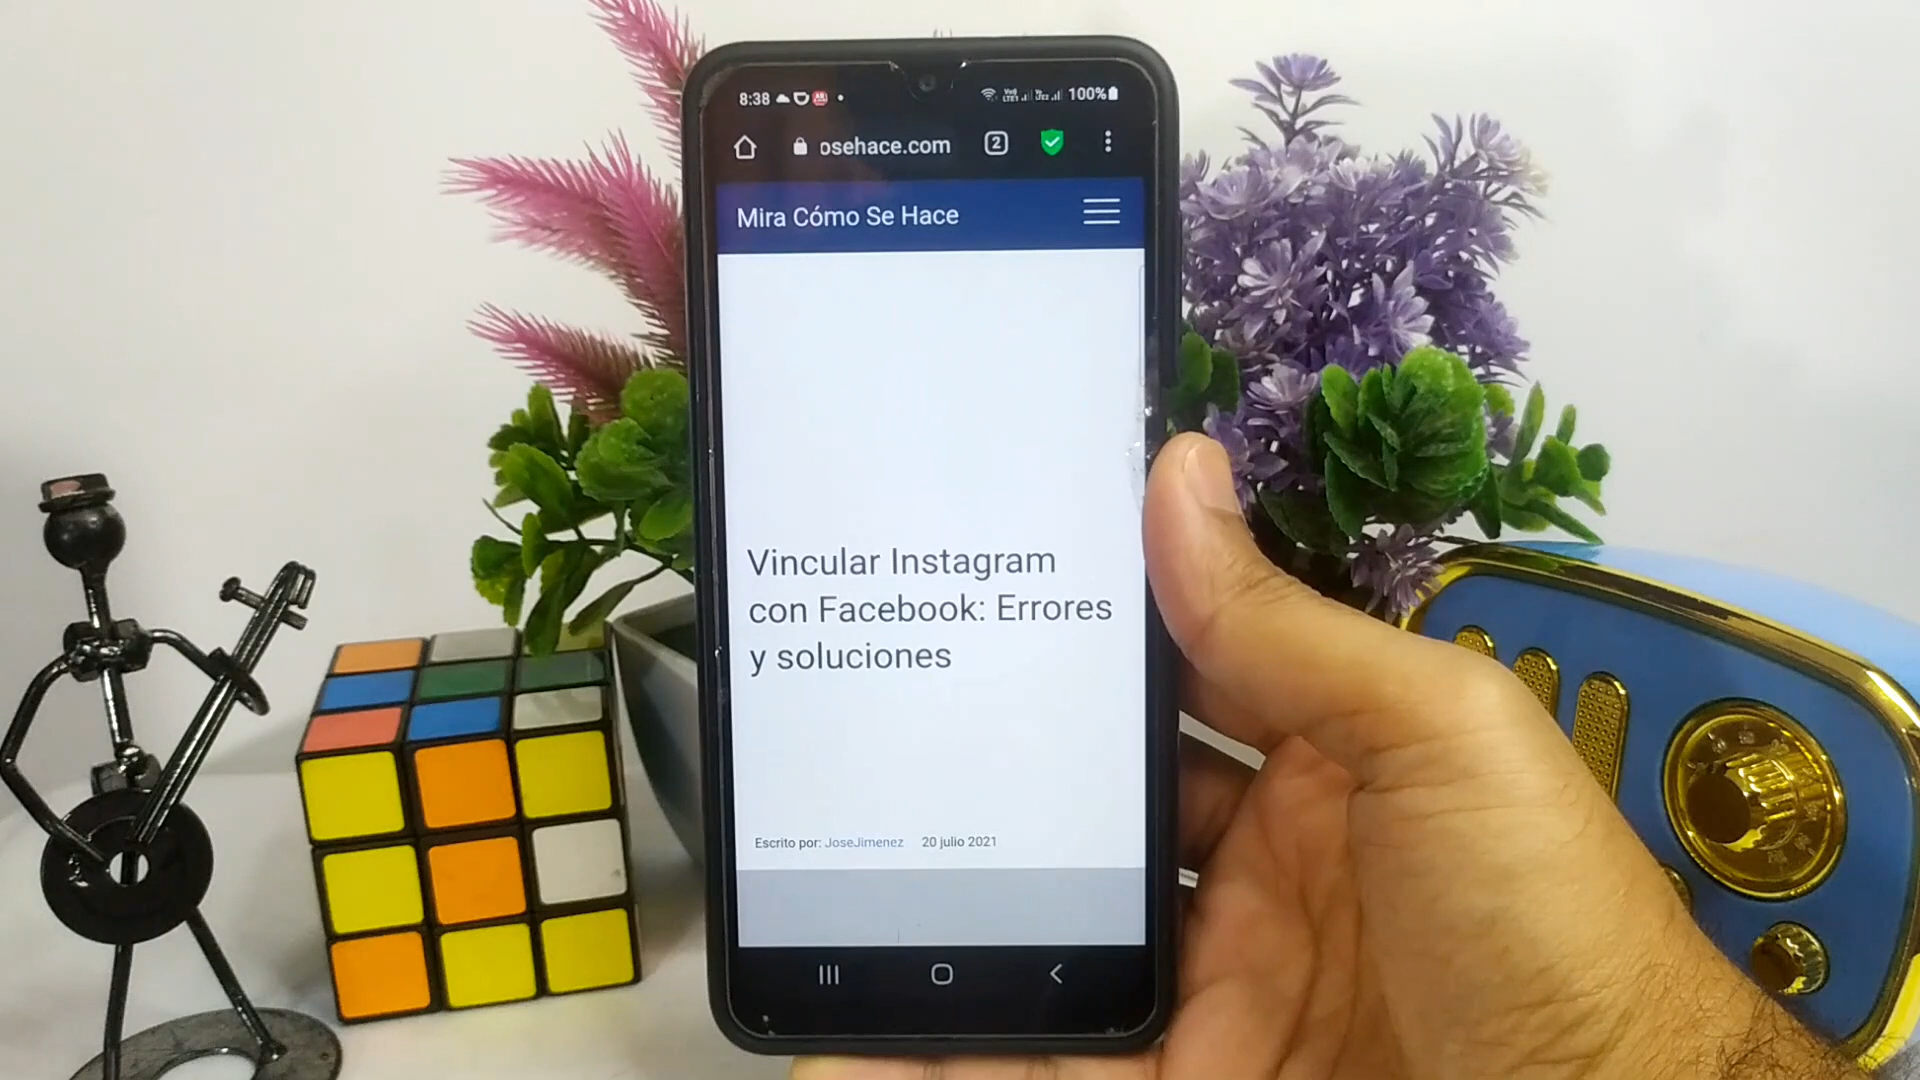 8:38 100%
osehace.com 2
Mira Cómo Se Hace
Vincular Instagram
con Facebook: Errores
y soluciones
Escrito por: JoseJimenez 20 julio 2021